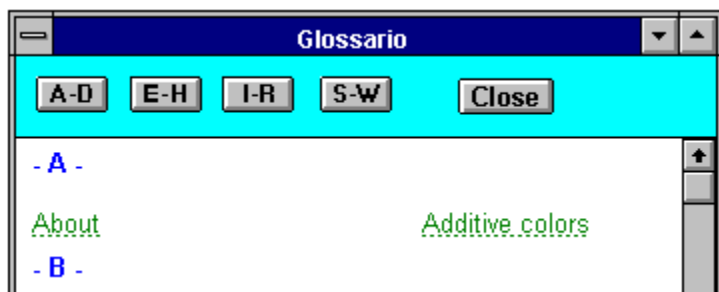 Glossario
A-D E-H I-R S-W Close
- A -
About Additive colors
- B -